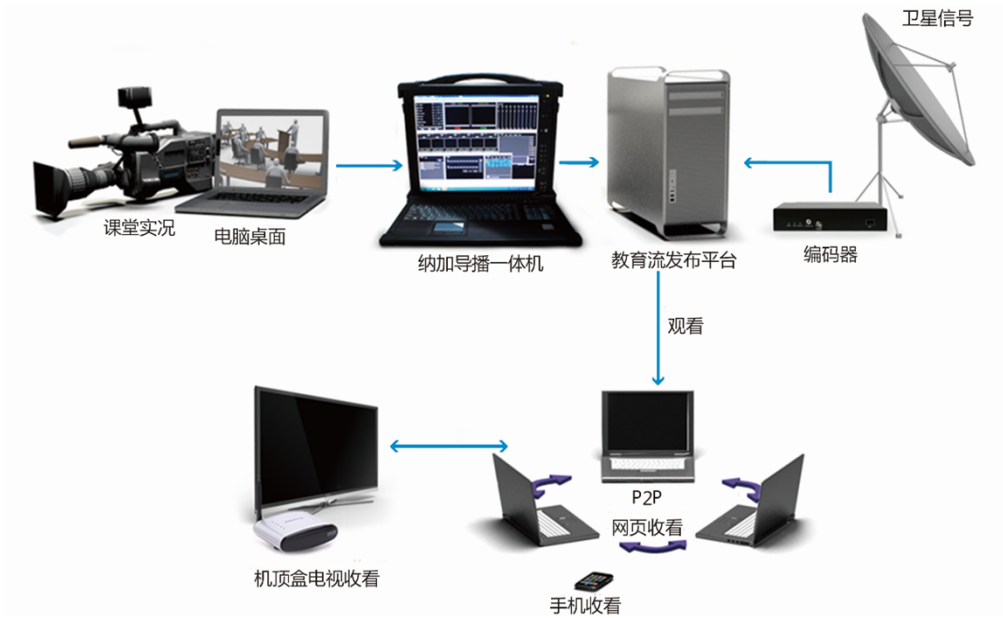 卫星信号
课堂实况
电脑桌面
纳加导播一体机
教育流发布平台
编码器
观看
P2P
网页收看
机顶盒电视收看
手机收看